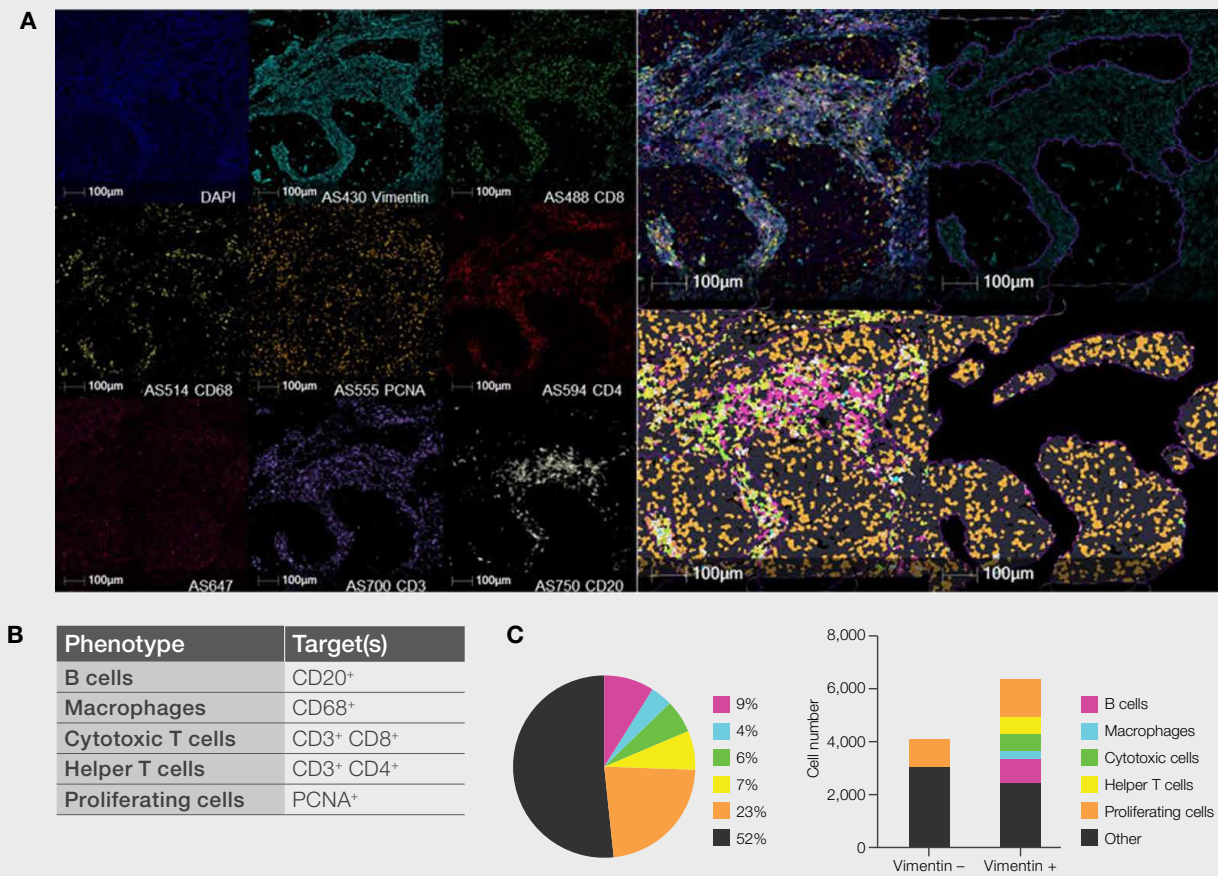 A
100μm DAPI
100μm AS430 Vimentin
100μm AS488 CD8
100μm AS514 CD68
100μm AS555 PCNA
100μm AS594 CD4
100μm AS647
100μm AS700 CD3
100μm AS750 CD20
100μm
100μm
100μm
100μm
B
Phenotype Target(s)
B cells CD20⁺
Macrophages CD68⁺
Cytotoxic T cells CD3⁺ CD8⁺
Helper T cells CD3⁺ CD4⁺
Proliferating cells PCNA⁺
C
9%
4%
6%
7%
23%
52%
Cell number
8,000
6,000
4,000
2,000
0
Vimentin – Vimentin +
B cells
Macrophages
Cytotoxic cells
Helper T cells
Proliferating cells
Other